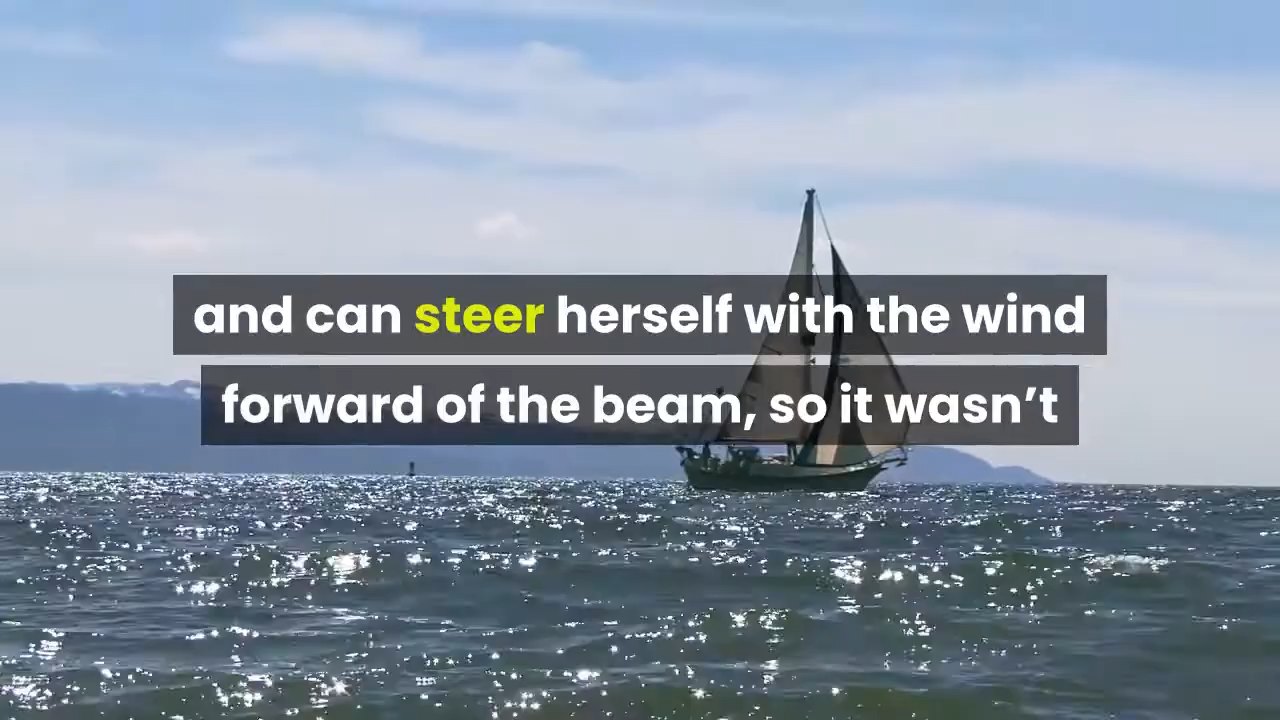 and can steer herself with the wind
forward of the beam, so it wasn’t